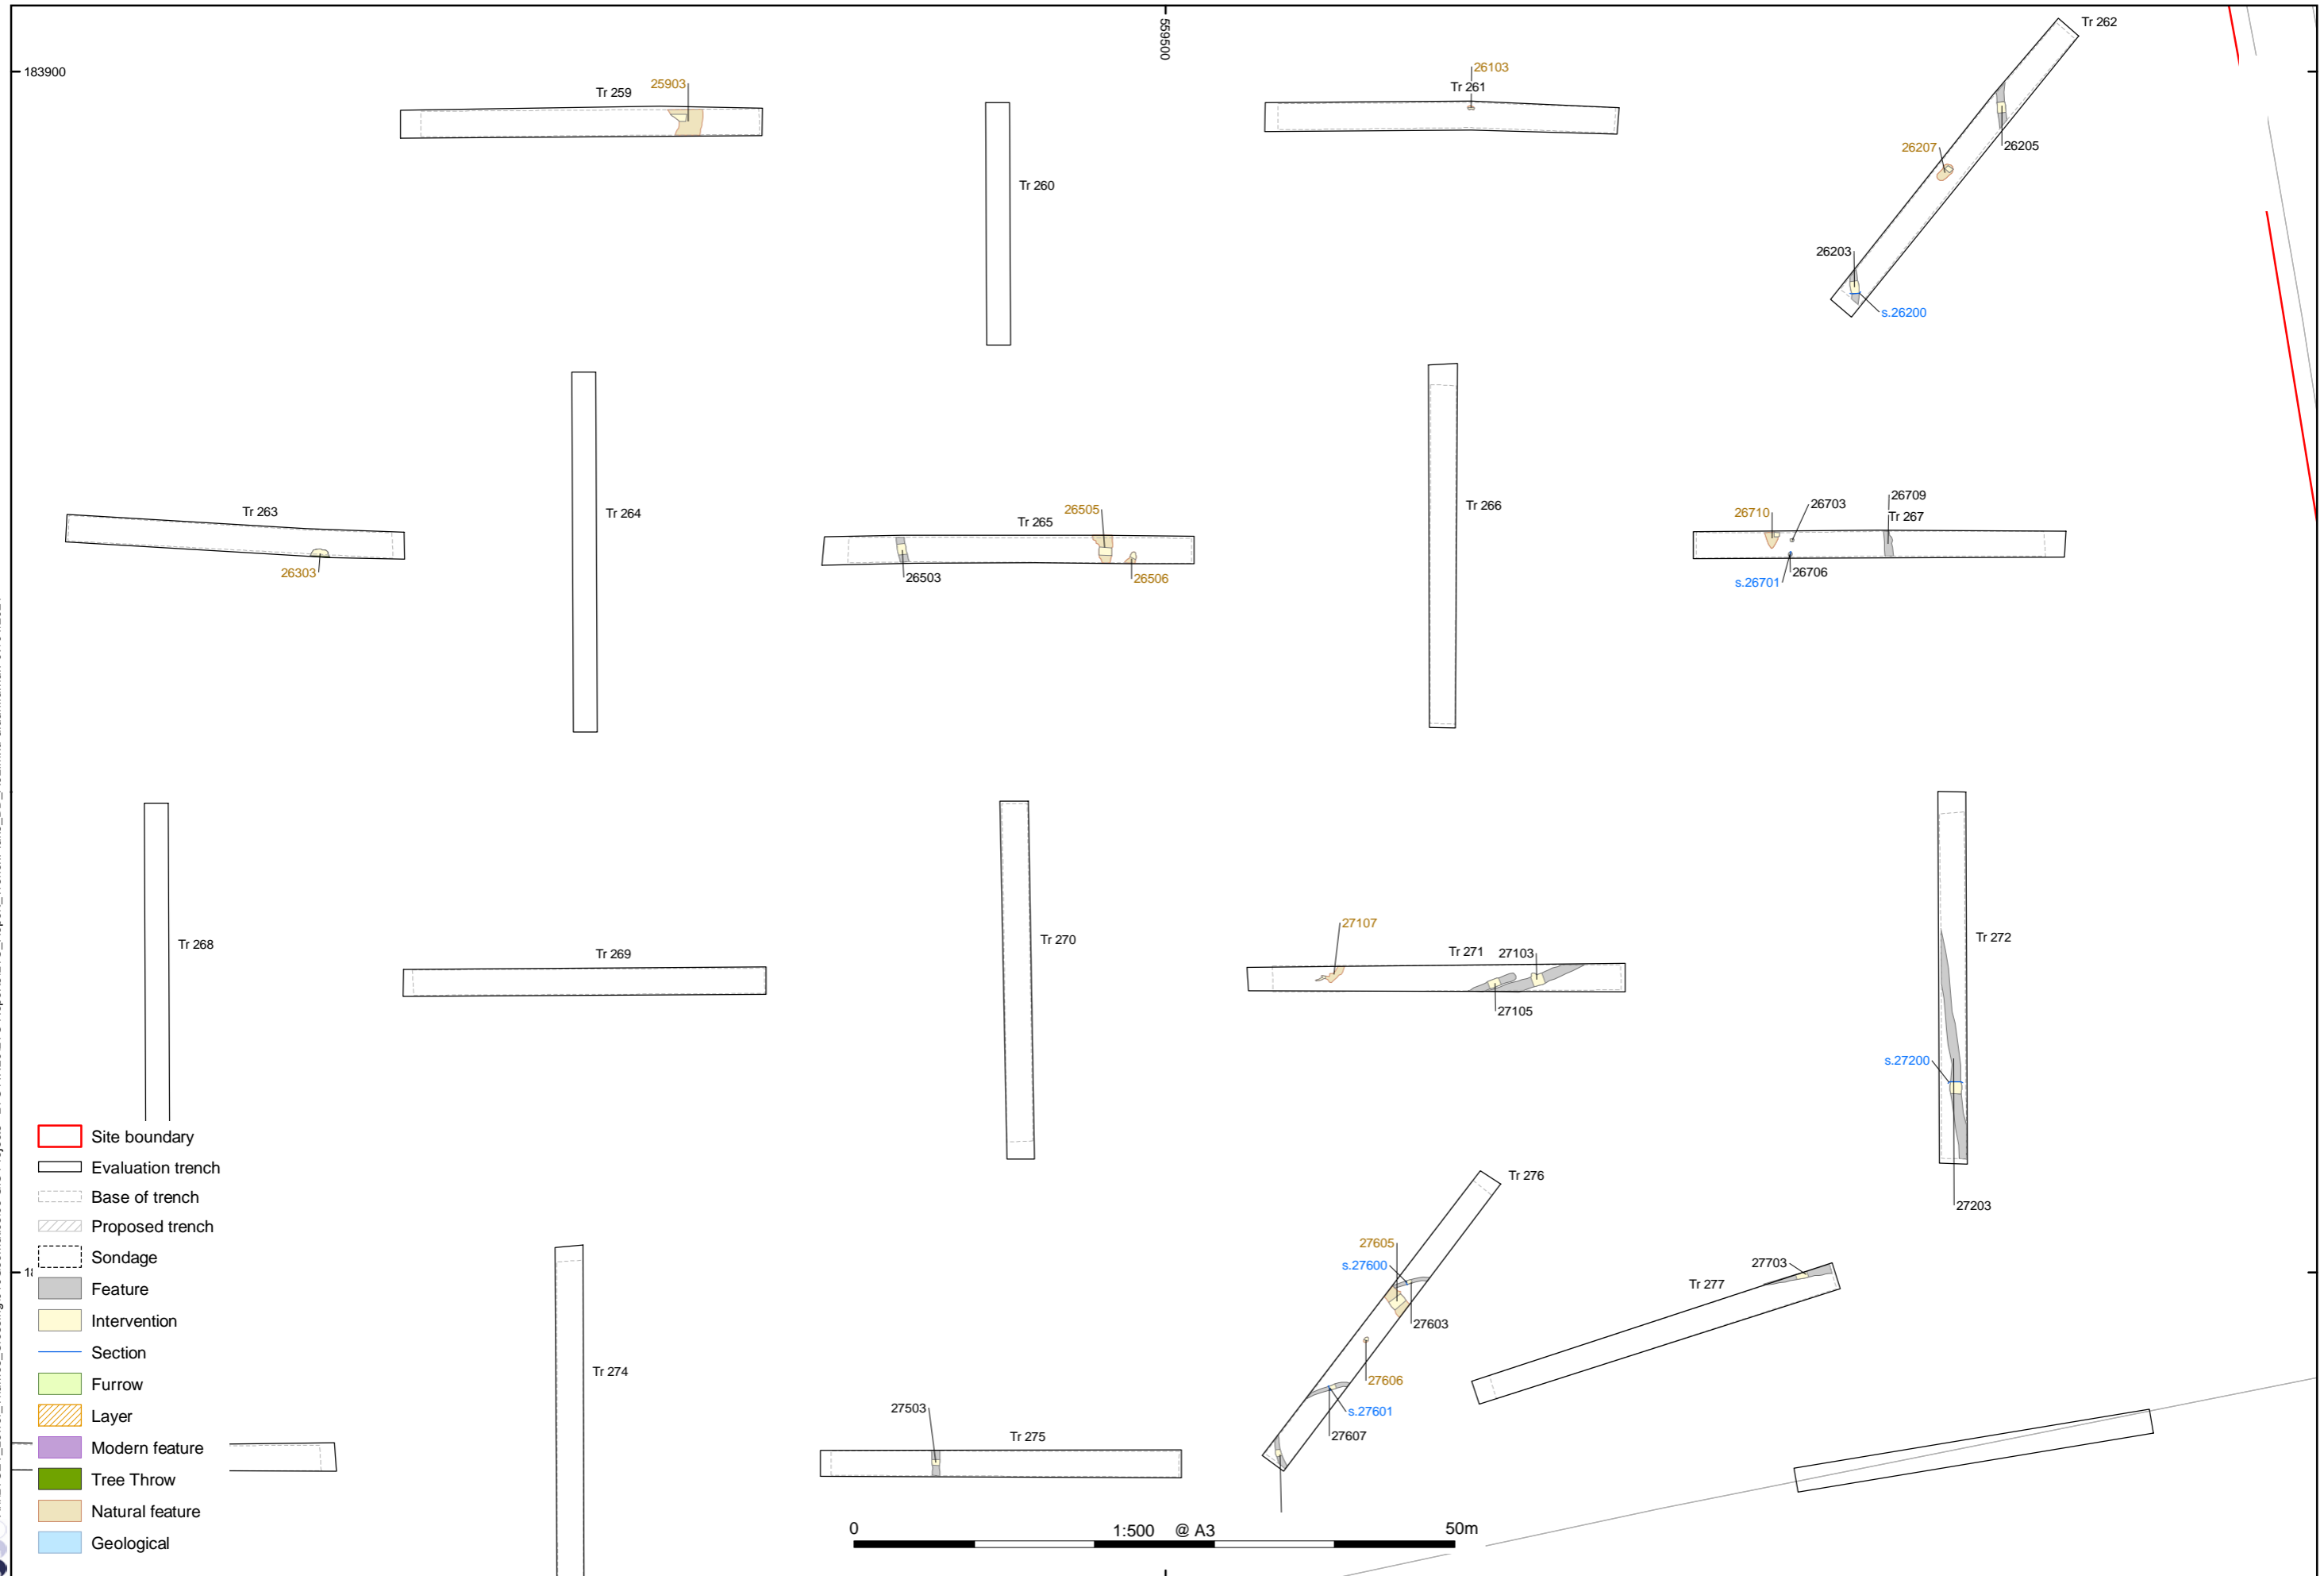 559500
183900
Tr 262
Tr 259
25903
26103
Tr 261
Tr 260
26207
26205
26203
s.26200
Tr 263
26303
Tr 264
Tr 265
26505
26503
26506
Tr 266
26710
26703
26709
Tr 267
26706
s.26701
Tr 268
Tr 269
Tr 270
27107
Tr 271
27103
27105
Tr 272
s.27200
27203
Tr 276
27605
s.27600
27603
27606
s.27601
27607
27703
Tr 277
Tr 274
27503
Tr 275
Site boundary
Evaluation trench
Base of trench
Proposed trench
Sondage
Feature
Intervention
Section
Furrow
Layer
Modern feature
Tree Throw
Natural feature
Geological
0 1:500 @ A3 50m